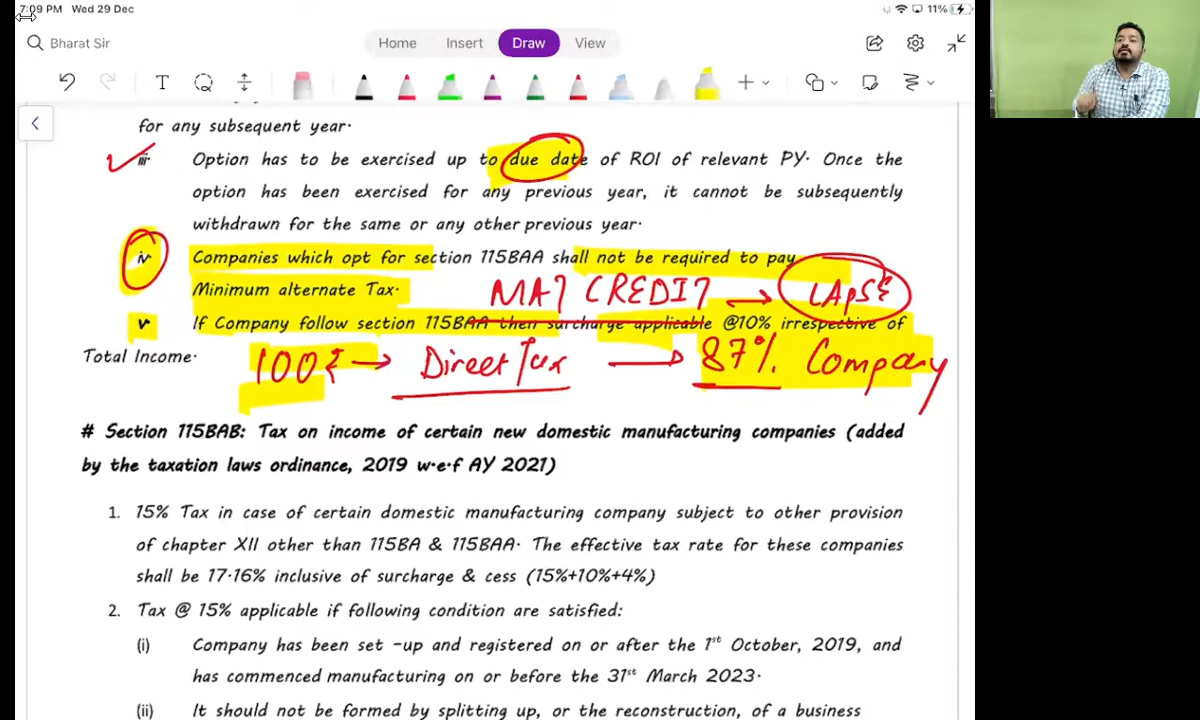 7:09 PM Wed 29 Dec
11%
Bharat Sir
Home Insert Draw View
for any subsequent year.
iii. Option has to be exercised up to due date of ROI of relevant PY. Once the
option has been exercised for any previous year, it cannot be subsequently
withdrawn for the same or any other previous year.
iv. Companies which opt for section 115BAA shall not be required to pay
Minimum alternate Tax.
MAT CREDIT → LApSE
v. If Company follow section 115BAA then surcharge applicable @10% irrespective of
Total Income.
100₹ → Direct Tax → 87% Company
# Section 115BAB: Tax on income of certain new domestic manufacturing companies (added
by the taxation laws ordinance, 2019 w.e.f AY 2021)
1. 15% Tax in case of certain domestic manufacturing company subject to other provision
of chapter XII other than 115BA & 115BAA. The effective tax rate for these companies
shall be 17.16% inclusive of surcharge & cess (15%+10%+4%)
2. Tax @ 15% applicable if following condition are satisfied:
(i) Company has been set -up and registered on or after the 1st October, 2019, and
has commenced manufacturing on or before the 31st March 2023.
(ii) It should not be formed by splitting up, or the reconstruction, of a business